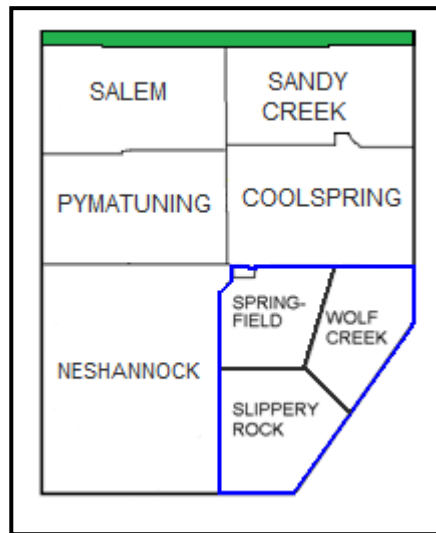 SALEM
SANDY
CREEK
PYMATUNING
COOLSPRING
SPRING-
FIELD
WOLF
CREEK
NESHANNOCK
SLIPPERY
ROCK